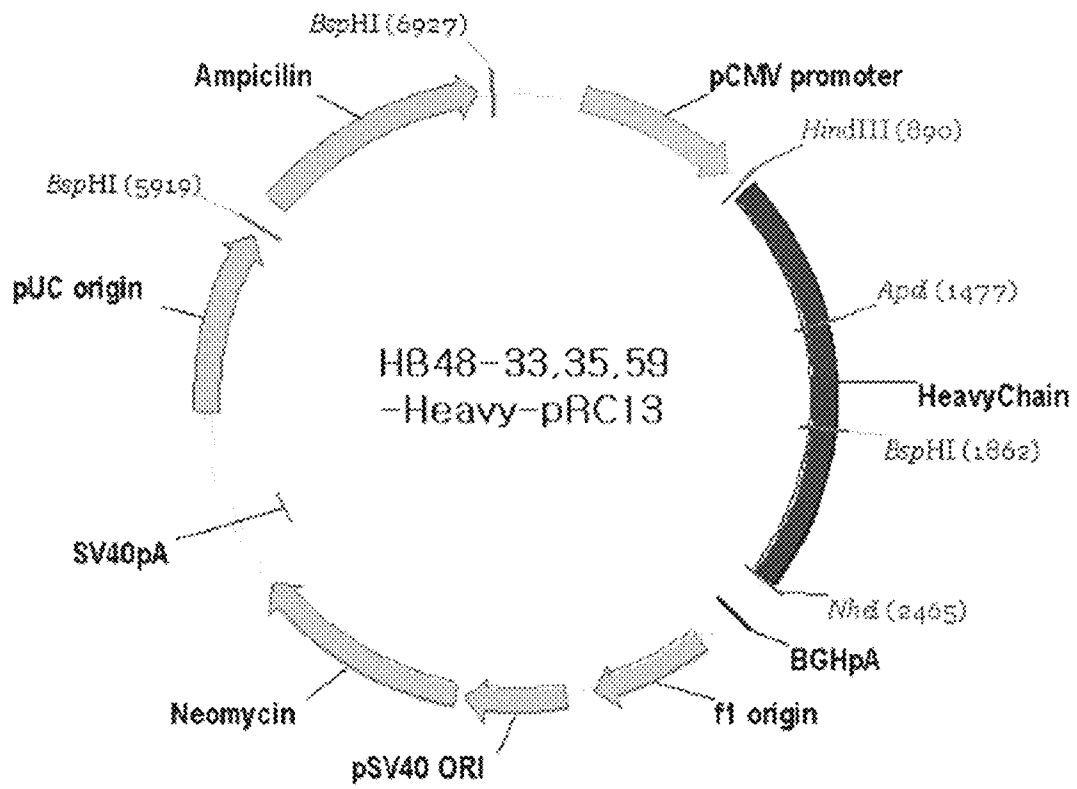 BspHI (6927)
Ampicilin
pCMV promoter
HindIII (890)
BspHI (5919)
pUC origin
ApaI (1477)
HB48-33,35,59
-Heavy-pRC13
HeavyChain
BspHI (1862)
SV40pA
NheI (2465)
BGHpA
Neomycin
f1 origin
pSV40 ORI